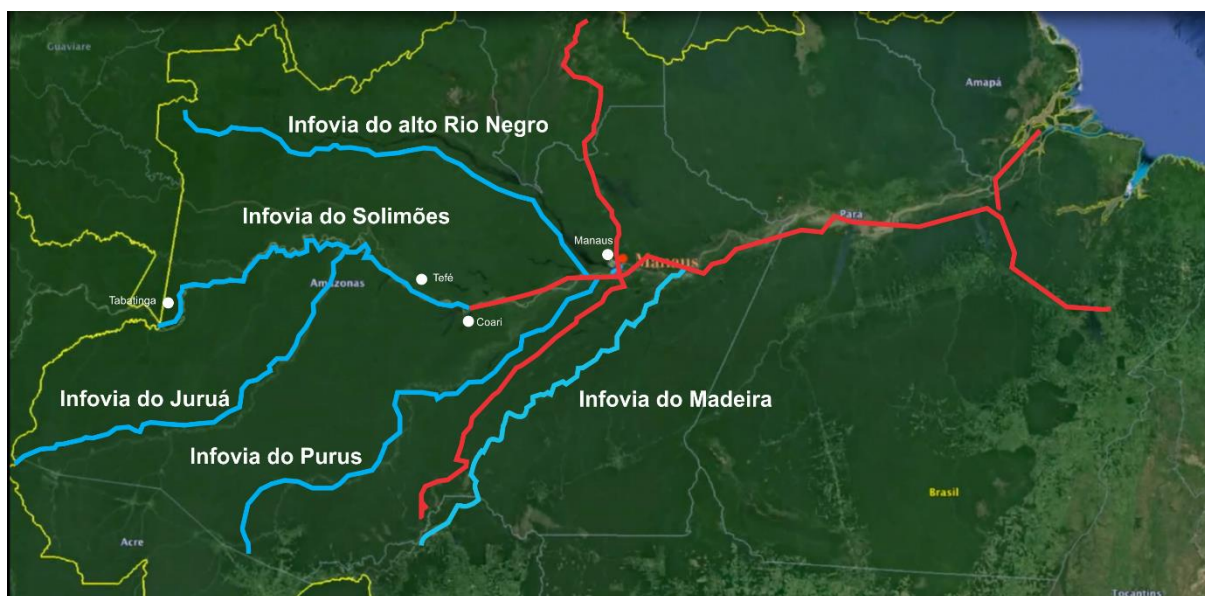 Guaviare
Amapá
Infovia do alto Rio Negro
Infovia do Solimões
Pará
Manaus
Manaus
Amazonas
Tefé
Tabatinga
Coari
Infovia do Juruá
Infovia do Madeira
Infovia do Purus
Brasil
Acre
Tocantins